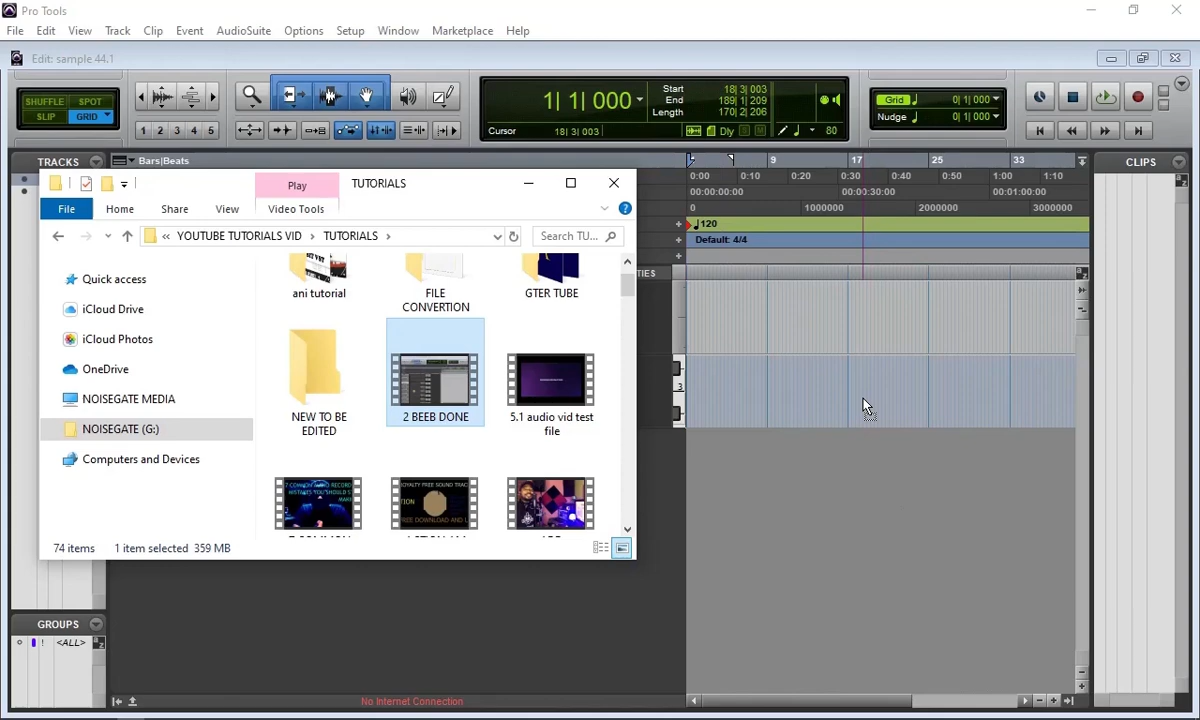 Pro Tools
File Edit View Track Clip Event AudioSuite Options Setup Window Marketplace Help
Edit: sample 44.1
SHUFFLE SPOT
SLIP GRID
1 2 3 4 5
1| 1| 000
Start 18| 3| 003
End 189| 1| 209
Length 170| 2| 206
Cursor 18| 3| 003
Dly S M
80
Grid 0| 1| 000
Nudge 0| 1| 000
TRACKS
Bars|Beats
9 17 25 33
CLIPS
0:00 0:10 0:20 0:30 0:40 0:50 1:00 1:10
00:00:00:00 00:00:30:00 00:01:00:00
0 1000000 2000000 3000000
120
Default: 4/4
IES
3
Play
TUTORIALS
File Home Share View Video Tools
« YOUTUBE TUTORIALS VID › TUTORIALS ›
Search TU...
Quick access
iCloud Drive
iCloud Photos
OneDrive
NOISEGATE MEDIA
NOISEGATE (G:)
Computers and Devices
ani tutorial
FILE
CONVERTION
GTER TUBE
NEW TO BE
EDITED
2 BEEB DONE
5.1 audio vid test
file
74 items 1 item selected 359 MB
GROUPS
! <ALL>
No Internet Connection